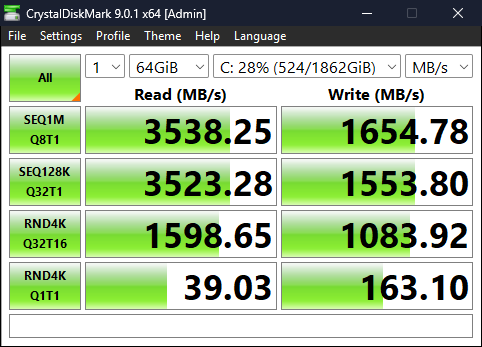 CrystalDiskMark 9.0.1 x64 [Admin]
File Settings Profile Theme Help Language
All 1 64GiB C: 28% (524/1862GiB) MB/s
Read (MB/s) Write (MB/s)
SEQ1M
Q8T1 3538.25 1654.78
SEQ128K
Q32T1 3523.28 1553.80
RND4K
Q32T16 1598.65 1083.92
RND4K
Q1T1 39.03 163.10